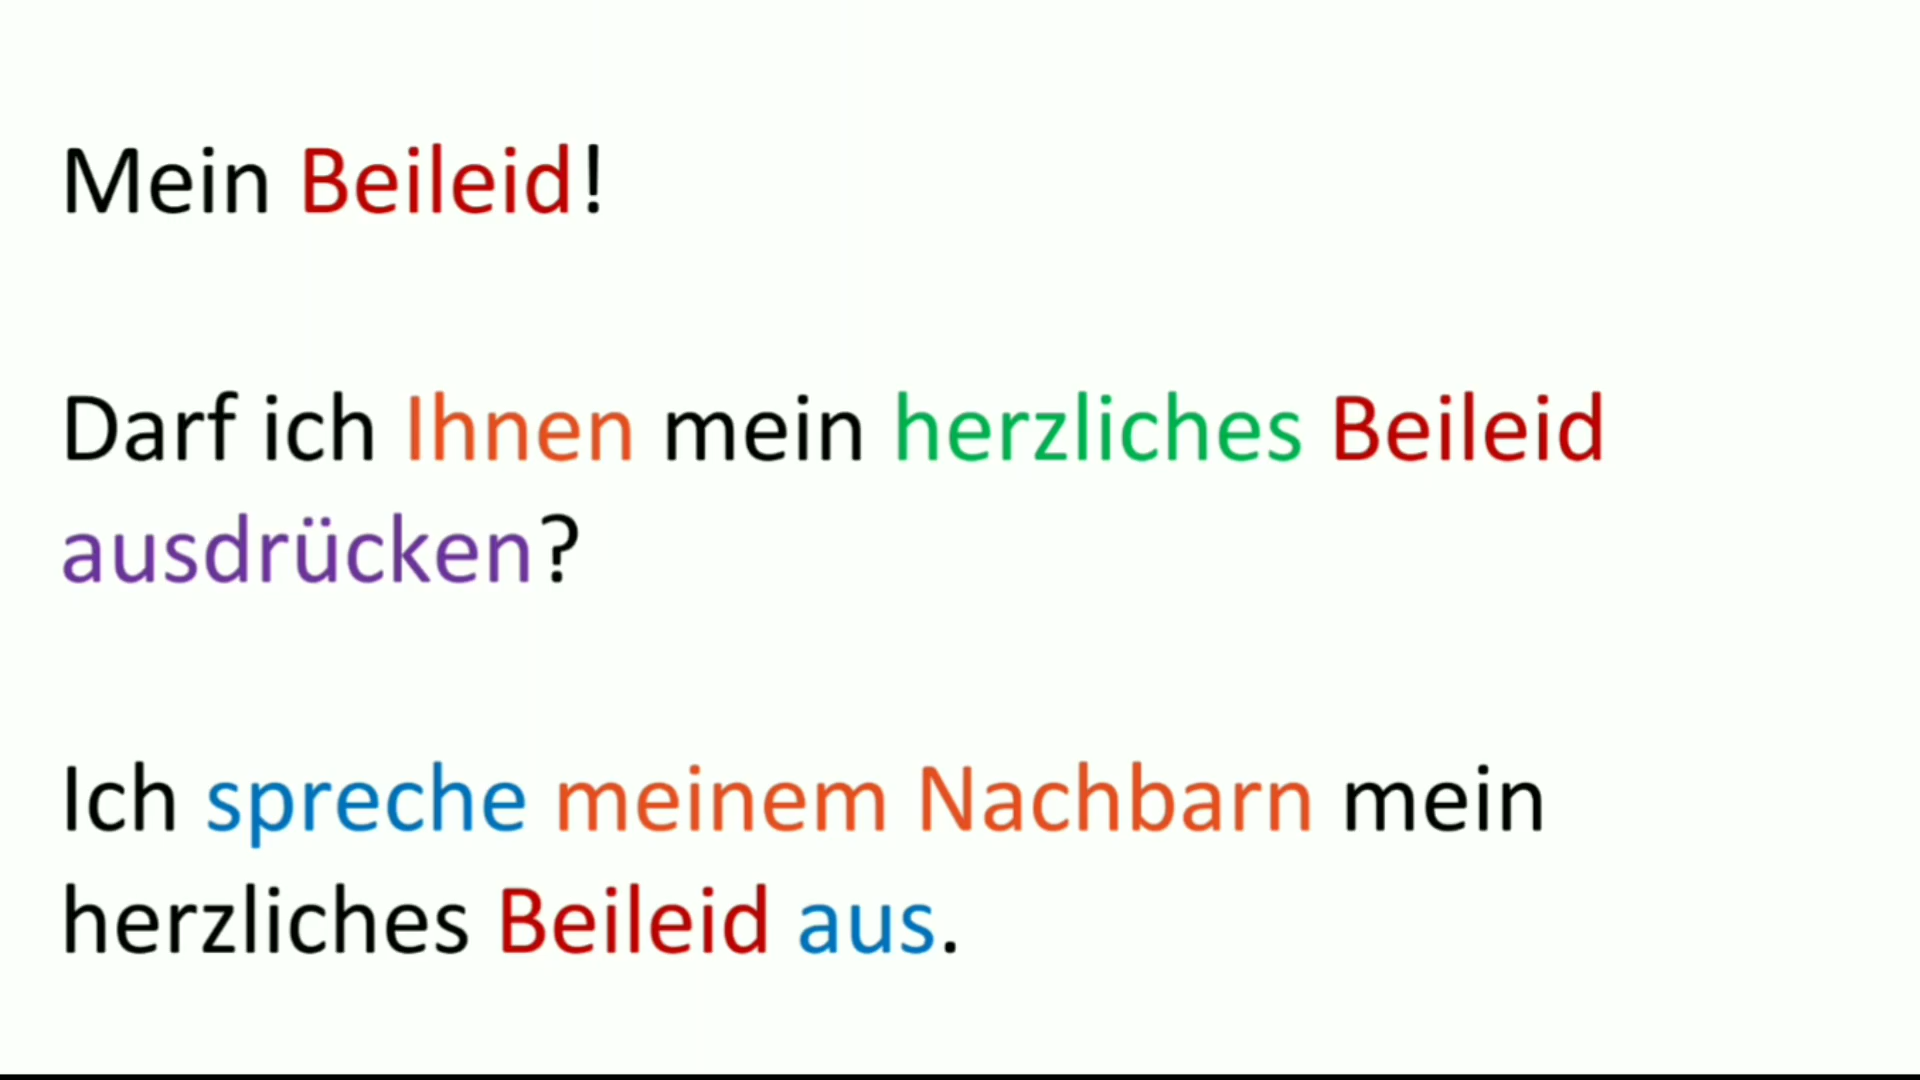 Mein Beileid!
Darf ich Ihnen mein herzliches Beileid
ausdrücken?
Ich spreche meinem Nachbarn mein
herzliches Beileid aus.